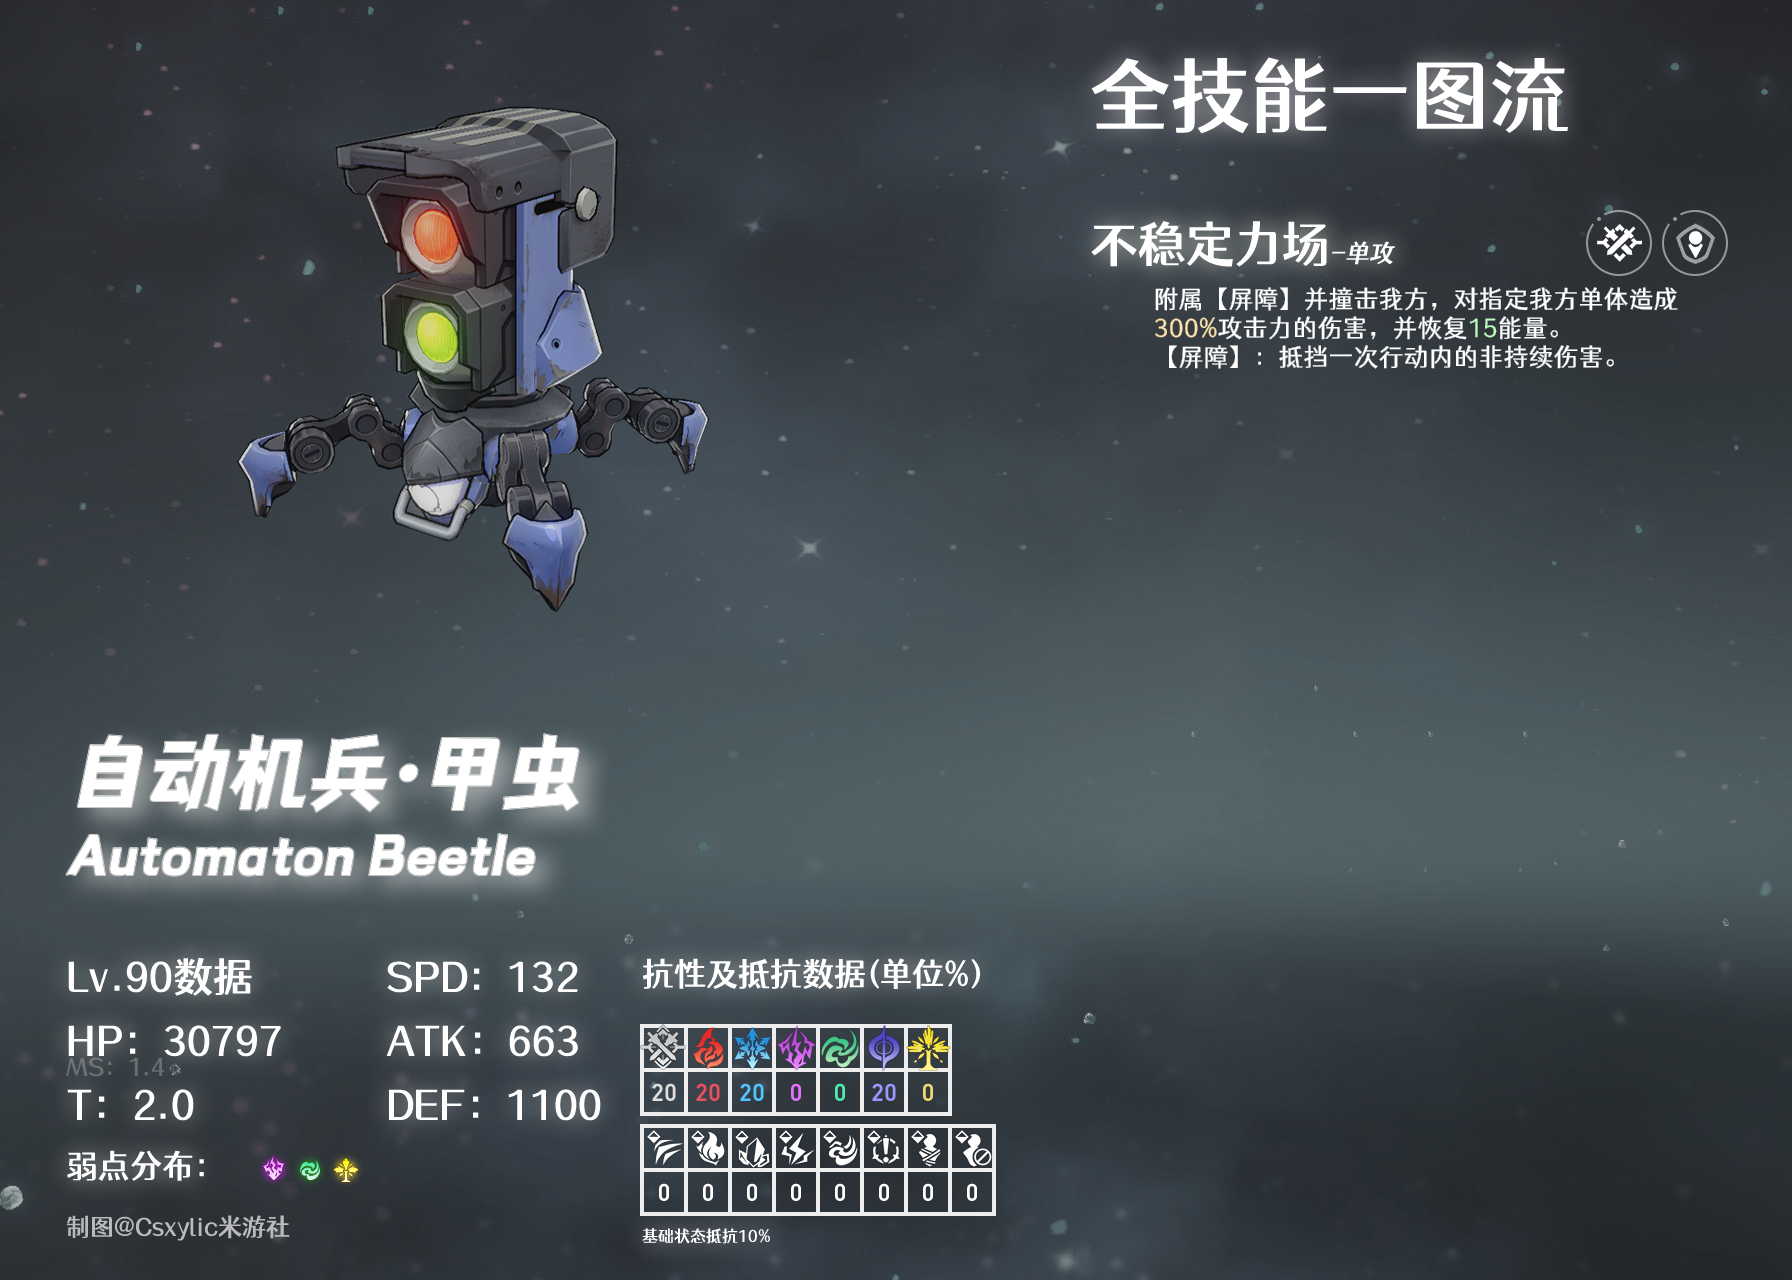 全技能一图流
不稳定力场-单攻
附属【屏障】并撞击我方，对指定我方单体造成
300%攻击力的伤害，并恢复15能量。
【屏障】：抵挡一次行动内的非持续伤害。
自动机兵·甲虫
Automaton Beetle
Lv.90数据
SPD：132
HP：30797
ATK：663
MS：1.4
T：2.0
DEF：1100
弱点分布：
制图@Csxylic米游社
抗性及抵抗数据(单位%)
20 20 20 0 0 20 0
0 0 0 0 0 0 0 0
基础状态抵抗10%